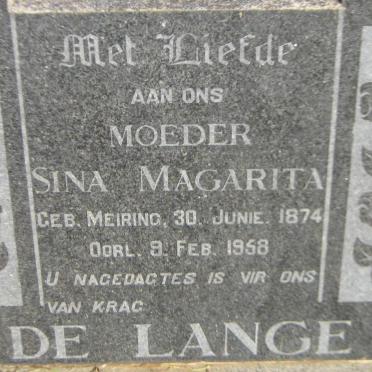 Met Liefde
AAN ONS
MOEDER
SINA MAGARITA
GEB. MEIRING, 30. JUNIE. 1874
OORL. 9. FEB. 1958
U NAGEDAGTES IS VIR ONS
VAN KRAG
DE LANGE